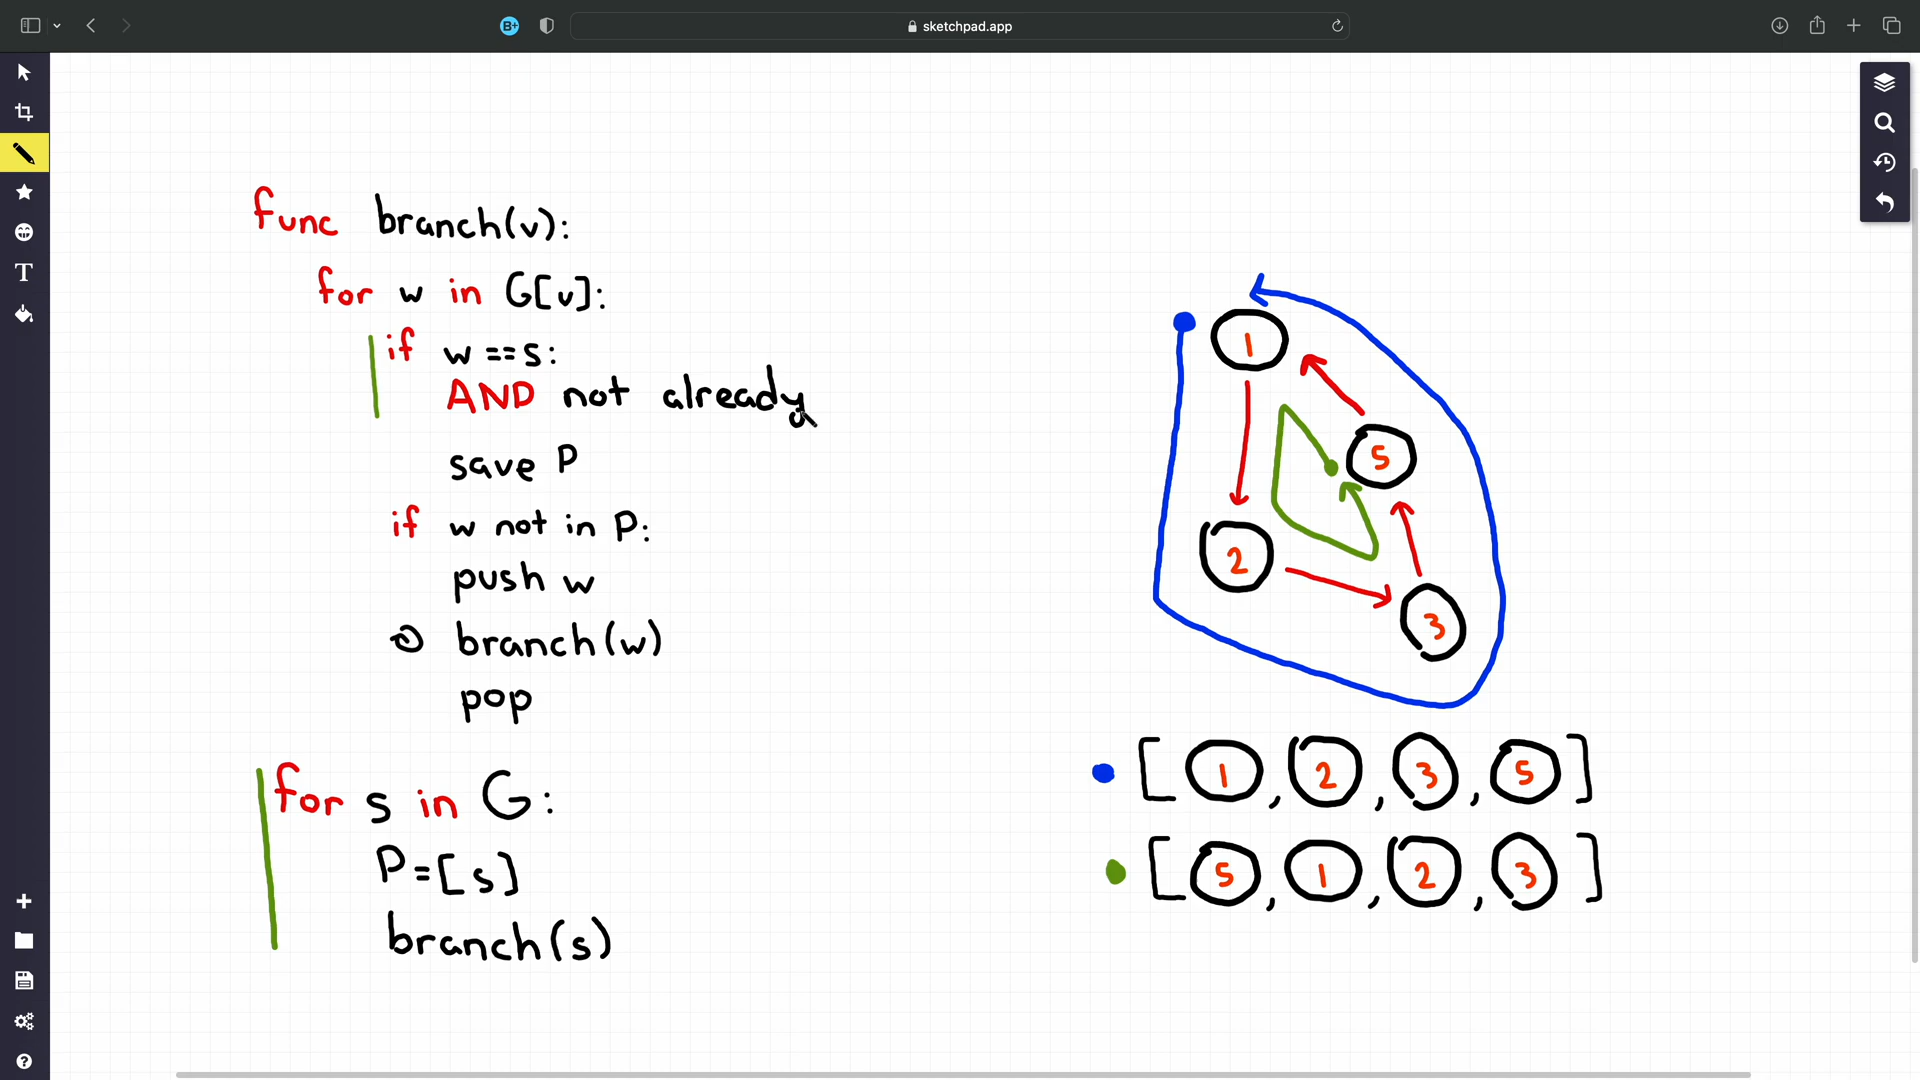 sketchpad.app
func branch(v):
for w in G[v]:
if w == s:
AND not already
save P
if w not in P:
push w
branch(w)
pop
for s in G:
P=[s]
branch(s)
1
5
2
3
[1, 2, 3, 5]
[5, 1, 2, 3]
B+
T
?